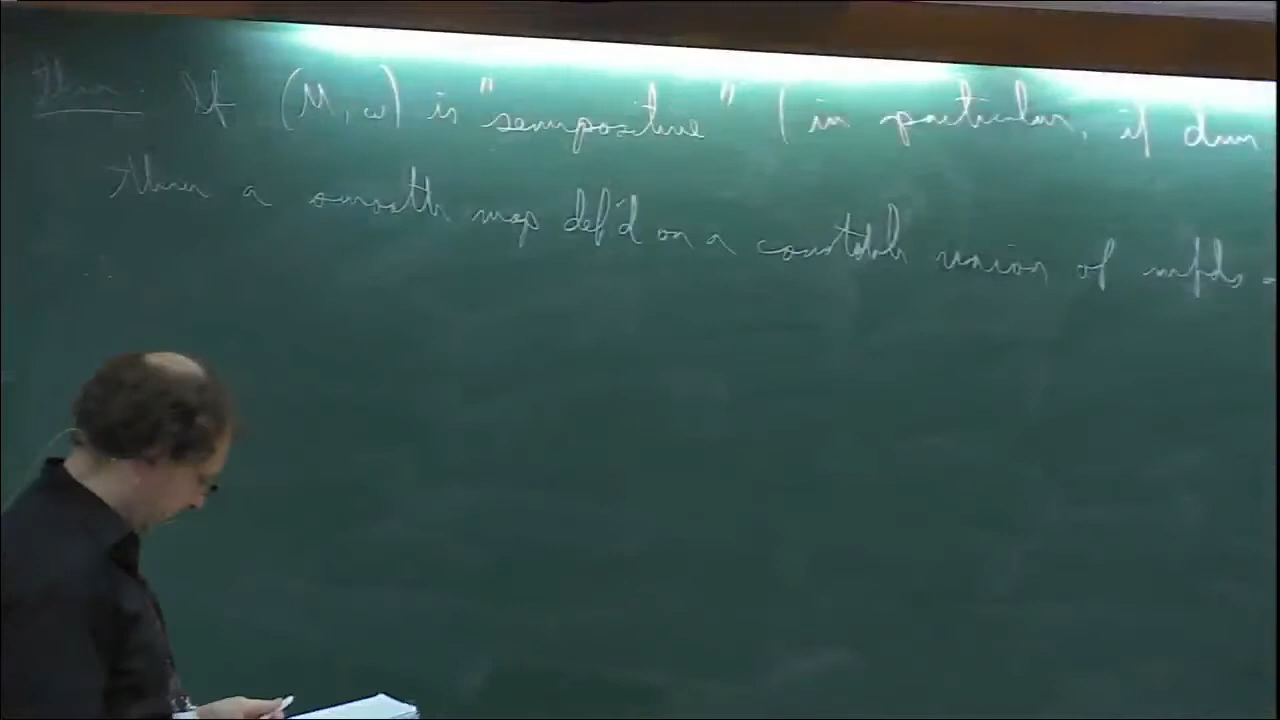 Thm: If (M, ω) is "semipositive" (in particular, if dim
then a smooth map def'd on a countable union of mfds